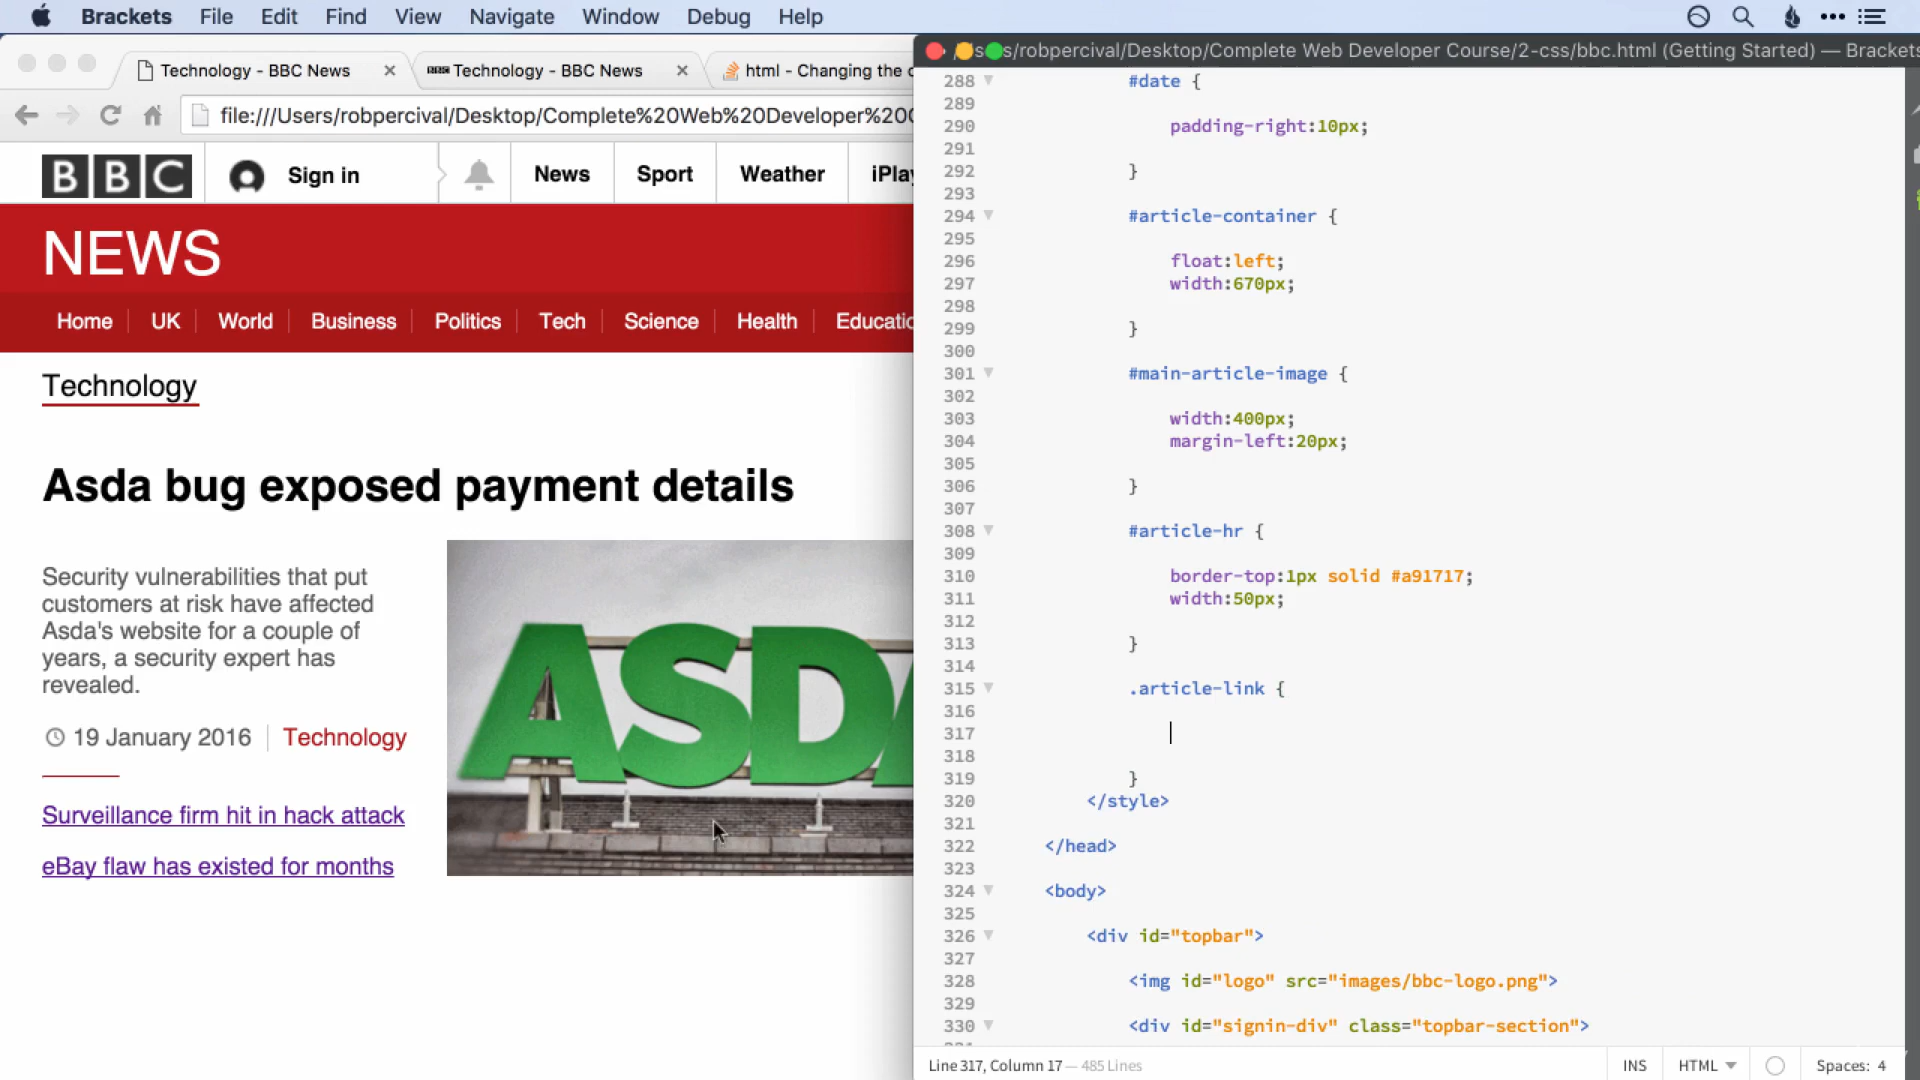 Brackets File Edit Find View Navigate Window Debug Help
Technology - BBC News
Technology - BBC News
html - Changing the
s/robpercival/Desktop/Complete Web Developer Course/2-css/bbc.html (Getting Started) — Brackets
file:///Users/robpercival/Desktop/Complete%20Web%20Developer%20
BBC Sign in News Sport Weather iPlay
NEWS
Home UK World Business Politics Tech Science Health Educatio
Technology
Asda bug exposed payment details
Security vulnerabilities that put
customers at risk have affected
Asda's website for a couple of
years, a security expert has
revealed.
19 January 2016 Technology
Surveillance firm hit in hack attack
eBay flaw has existed for months
ASDA
288 #date {
289
290 padding-right:10px;
291
292 }
293
294 #article-container {
295
296 float:left;
297 width:670px;
298
299 }
300
301 #main-article-image {
302
303 width:400px;
304 margin-left:20px;
305
306 }
307
308 #article-hr {
309
310 border-top:1px solid #a91717;
311 width:50px;
312
313 }
314
315 .article-link {
316
317
318
319 }
320 </style>
321
322 </head>
323
324 <body>
325
326 <div id="topbar">
327
328 <img id="logo" src="images/bbc-logo.png">
329
330 <div id="signin-div" class="topbar-section">
Line 317, Column 17 — 485 Lines INS HTML Spaces: 4